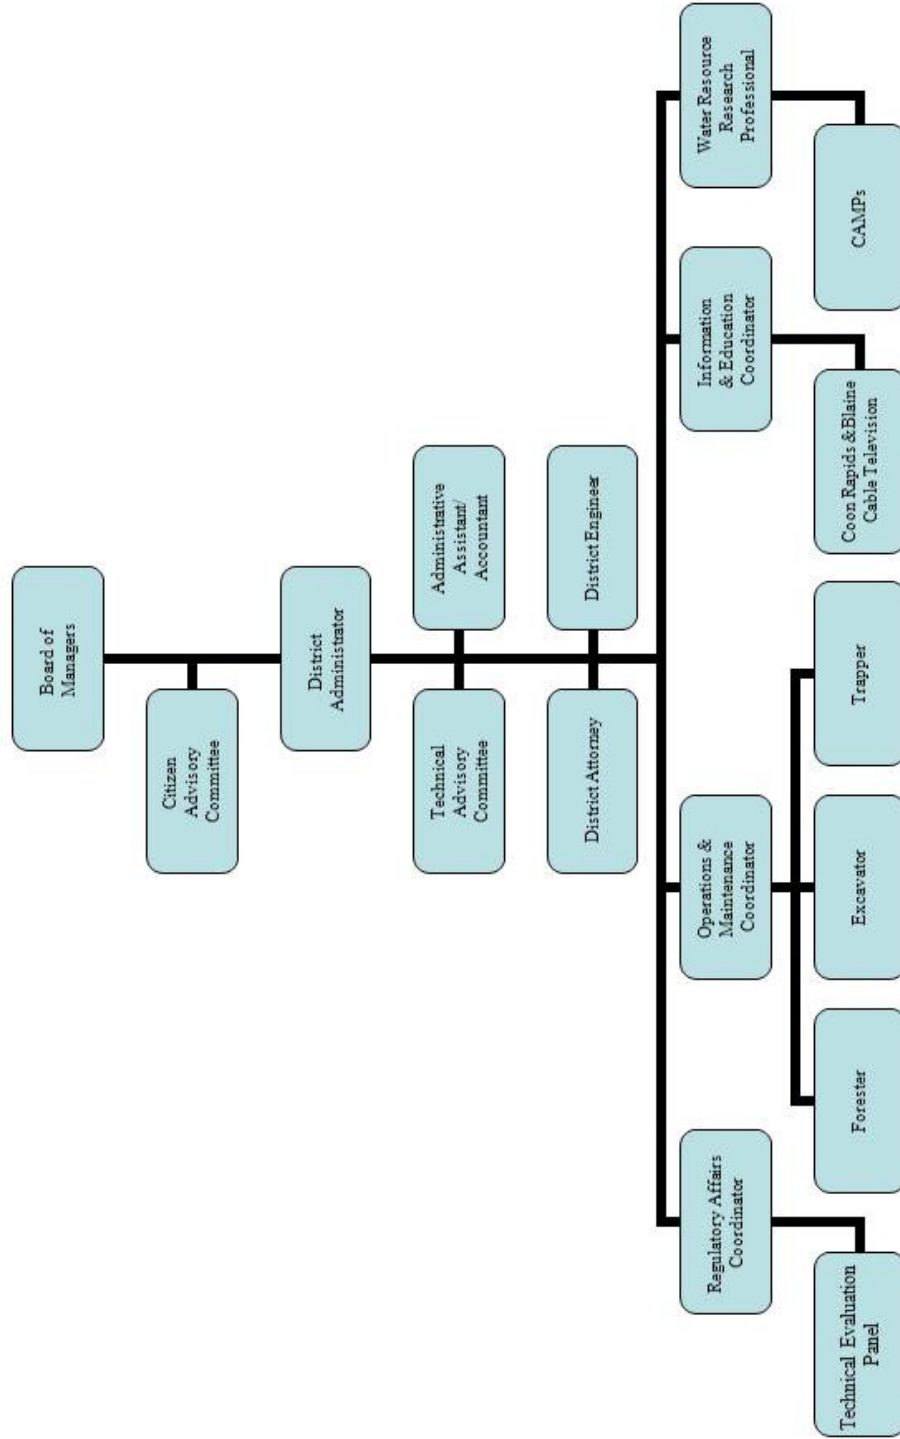 Board of
Managers
Citizen
Advisory
Committee
District
Administrator
Technical
Advisory
Committee
Administrative
Assistant/
Accountant
District Attorney
District Engineer
Regulatory Affairs
Coordinator
Operations &
Maintenance
Coordinator
Information
& Education
Coordinator
Water Resource
Research
Professional
Technical Evaluation
Panel
Forester
Excavator
Trapper
Coon Rapids &Blaine
Cable Television
CAMPs